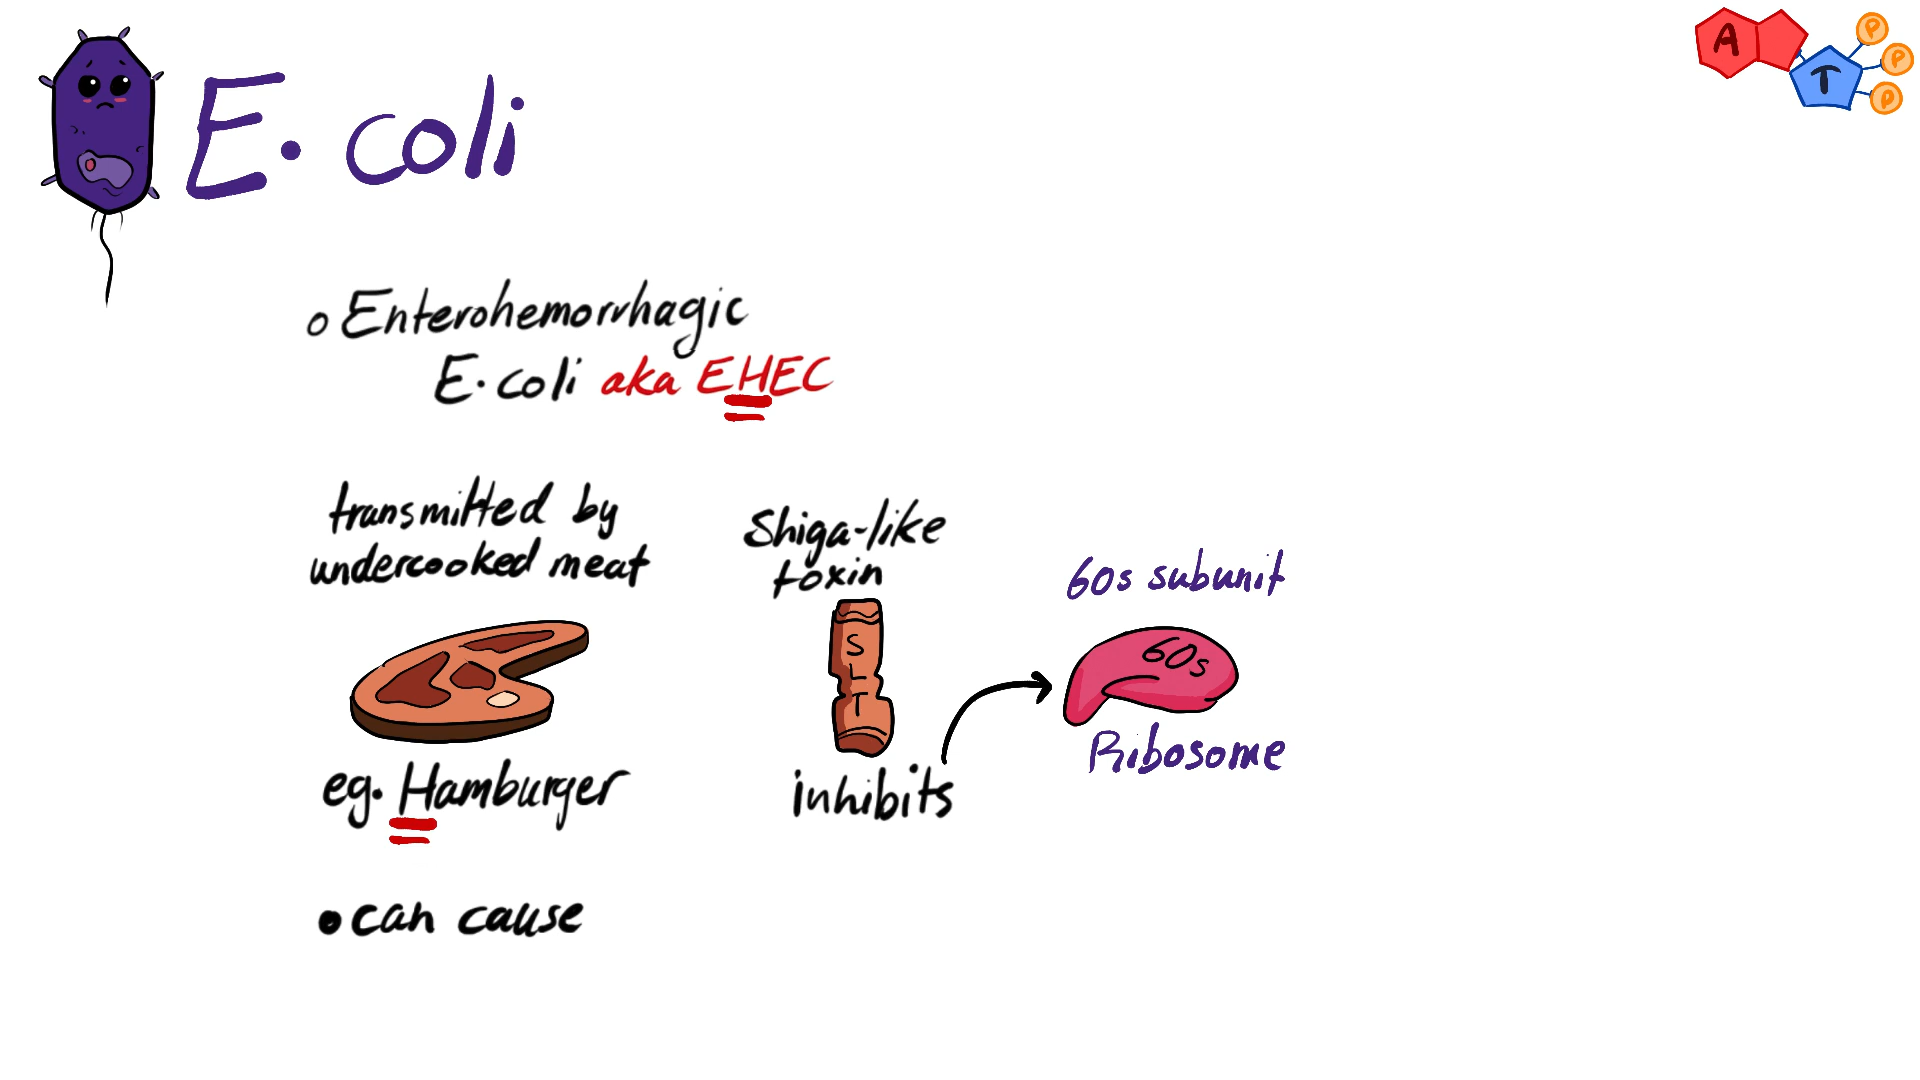 E. coli
A T P P P
Enterohemorrhagic
E. coli aka EHEC
transmitted by
undercooked meat
eg. Hamburger
Shiga-like
toxin
S
L
T
inhibits
60s subunit
60s
Ribosome
can cause